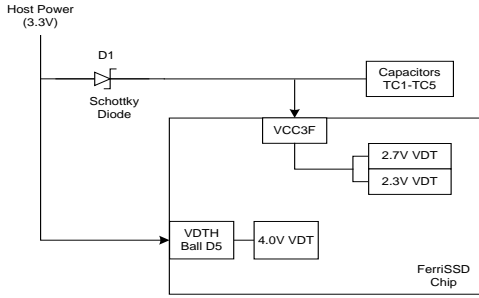 Host Power
(3.3V)
D1
Schottky
Diode
Capacitors
TC1-TC5
VCC3F
2.7V VDT
2.3V VDT
VDTH
Ball D5
4.0V VDT
FerriSSD
Chip